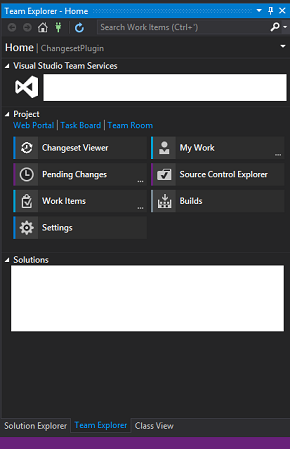 Team Explorer - Home
Search Work Items (Ctrl+')
Home | ChangesetPlugin
Visual Studio Team Services
Project
Web Portal | Task Board | Team Room
Changeset Viewer
My Work ...
Pending Changes ...
Source Control Explorer
Work Items ...
Builds
Settings
Solutions
Solution Explorer Team Explorer Class View